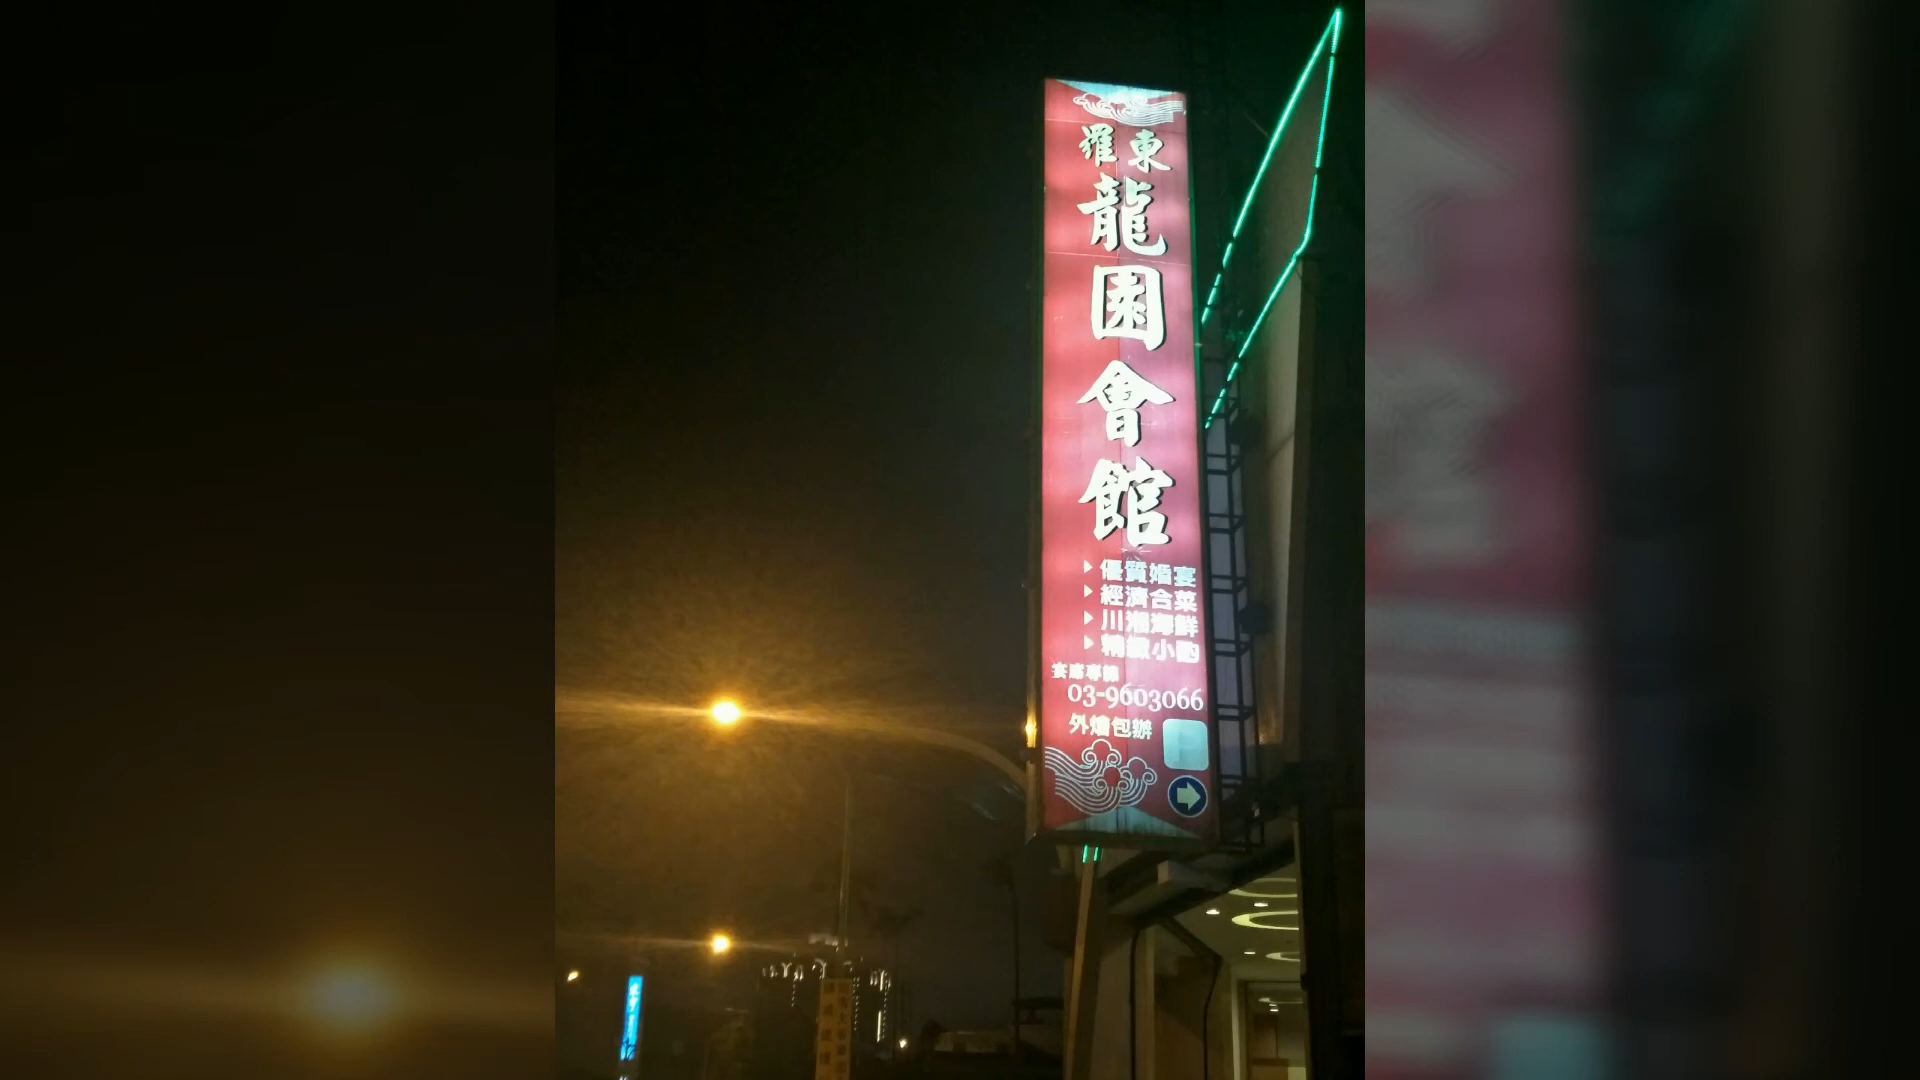 羅東
龍園會館
優質婚宴
經濟合菜
川湘海鮮
精緻小酌
宴席專線
03-9603066
外燴包辦